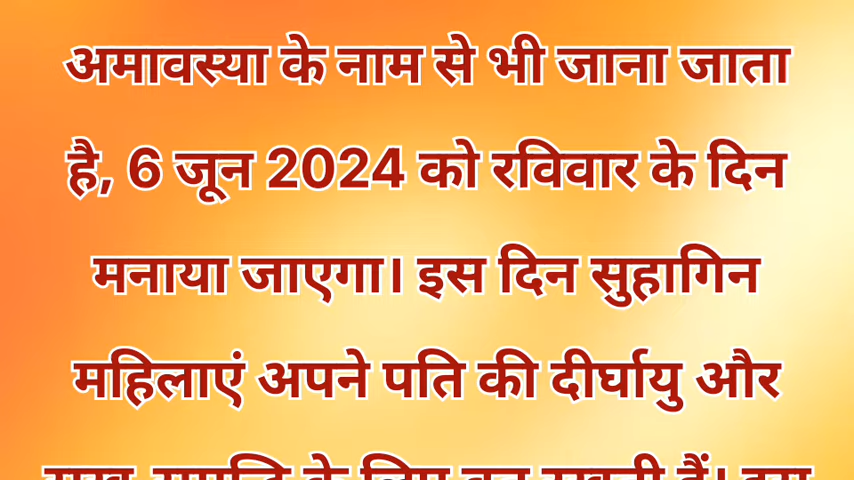 अमावस्या के नाम से भी जाना जाता
है, 6 जून 2024 को रविवार के दिन
मनाया जाएगा। इस दिन सुहागिन
महिलाएं अपने पति की दीर्घायु और